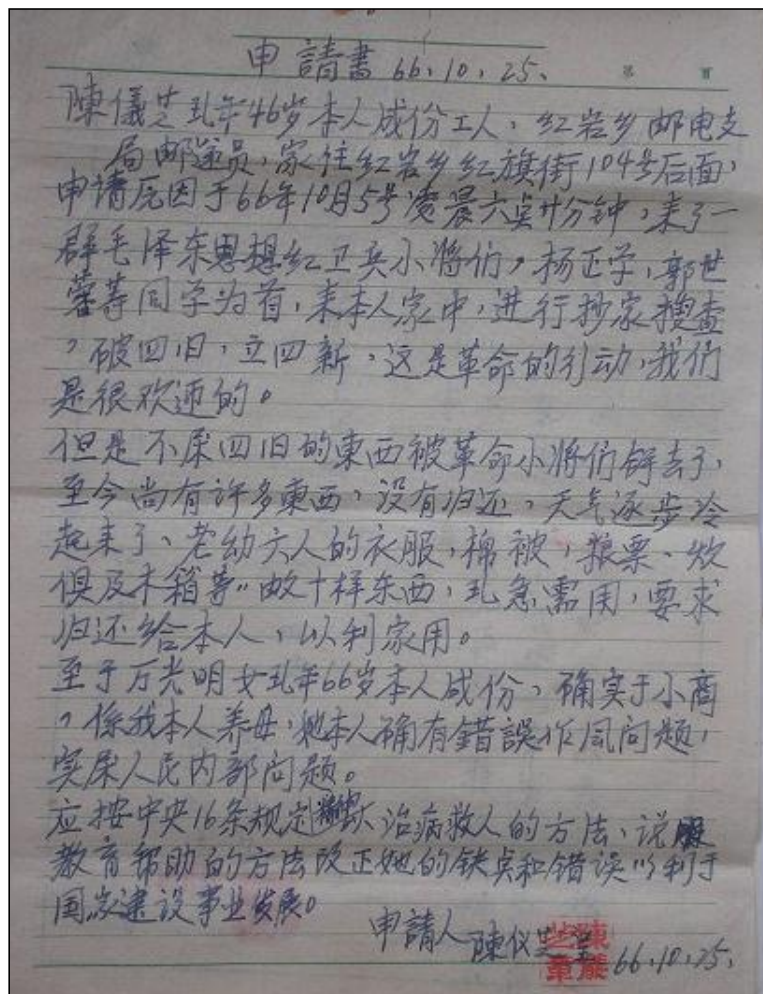 申請書 66.10.25.
陳儀芝 现年46岁本人成份工人、红岩乡邮电支
局邮递员,家住红岩乡红旗街104号后面,
申请原因于66年10月5号凌晨六点廿分钟,来了一
群毛泽东思想红卫兵小将们,杨正学,郭世
蓉等同学为首,来本人家中,进行抄家搜查
,破四旧,立四新,这是革命的行动,我们
是很欢迎的。
但是不属四旧的東西被革命小将们 去了,
至今尚有許多東西,没有归还,天气逐步冷
起来了、老幼六人的衣服,棉被,粮票、炊
俱及木箱等 数十样东西,现急需用,要求
归还给本人、以利家用。
至于万光明女现年66岁本人成份、确实于小商
,係我本人养母,她本人确有錯誤作风问题,
实属人民内部问题。
应按中央16条规定 治病救人的方法、说服
教育帮助的方法改正她的缺点和错误以利于
国家建设事业发展。
申請人 陳仪芝 呈 66.10.25.